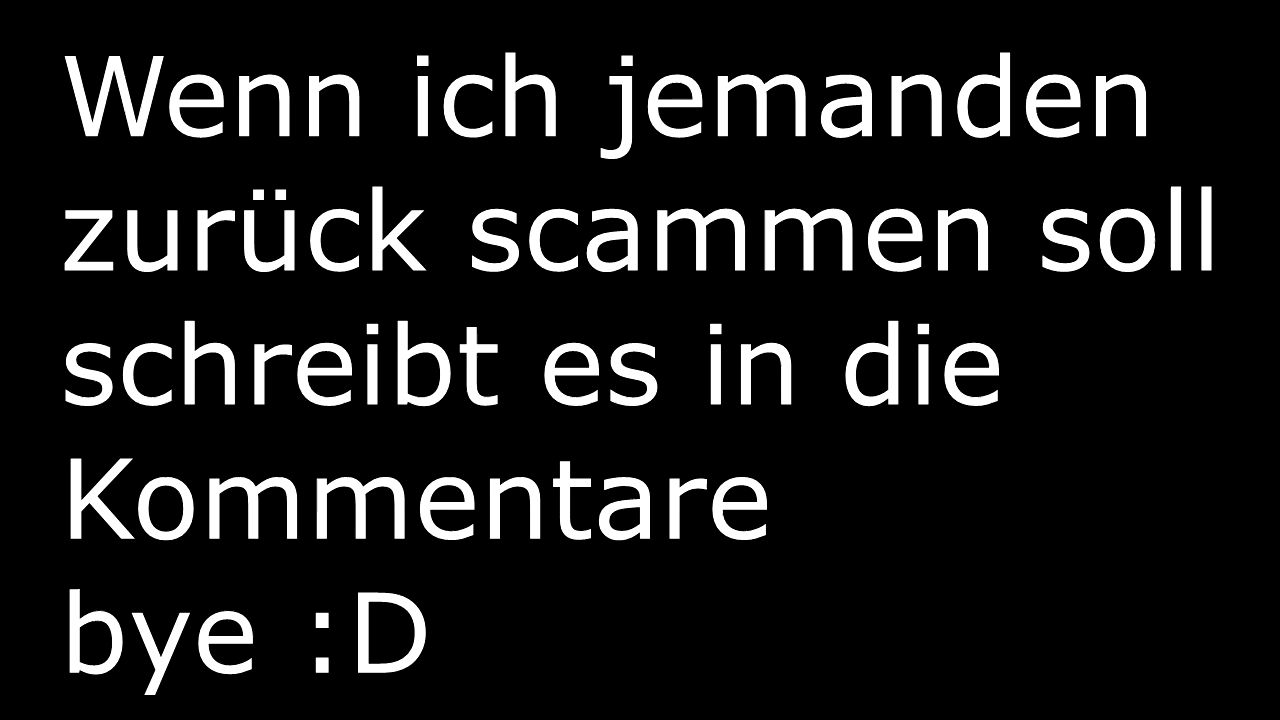 Wenn ich jemanden
zurück scammen soll
schreibt es in die
Kommentare
bye :D